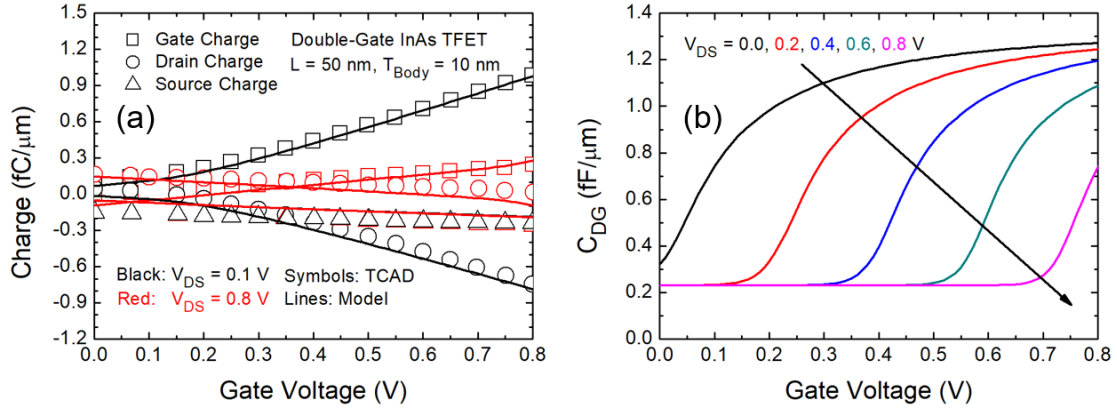 1.5
1.2
0.9
0.6
0.3
0.0
-0.3
-0.6
-0.9
-1.2
Charge (fC/μm)
Gate Charge
Drain Charge
Source Charge
Double-Gate InAs TFET
L = 50 nm, T_Body = 10 nm
(a)
Black: V_DS = 0.1 V
Red: V_DS = 0.8 V
Symbols: TCAD
Lines: Model
0.0 0.1 0.2 0.3 0.4 0.5 0.6 0.7 0.8
Gate Voltage (V)
1.4
1.2
1.0
0.8
0.6
0.4
0.2
0.0
C_DG (fF/μm)
V_DS = 0.0, 0.2, 0.4, 0.6, 0.8 V
(b)
0.0 0.1 0.2 0.3 0.4 0.5 0.6 0.7 0.8
Gate Voltage (V)